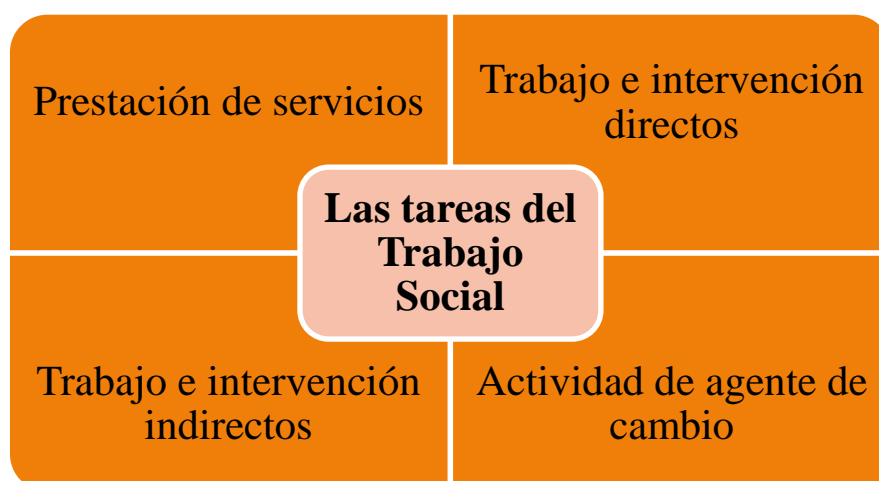 Prestación de servicios
Trabajo e intervención
directos
Las tareas del
Trabajo
Social
Trabajo e intervención
indirectos
Actividad de agente de
cambio